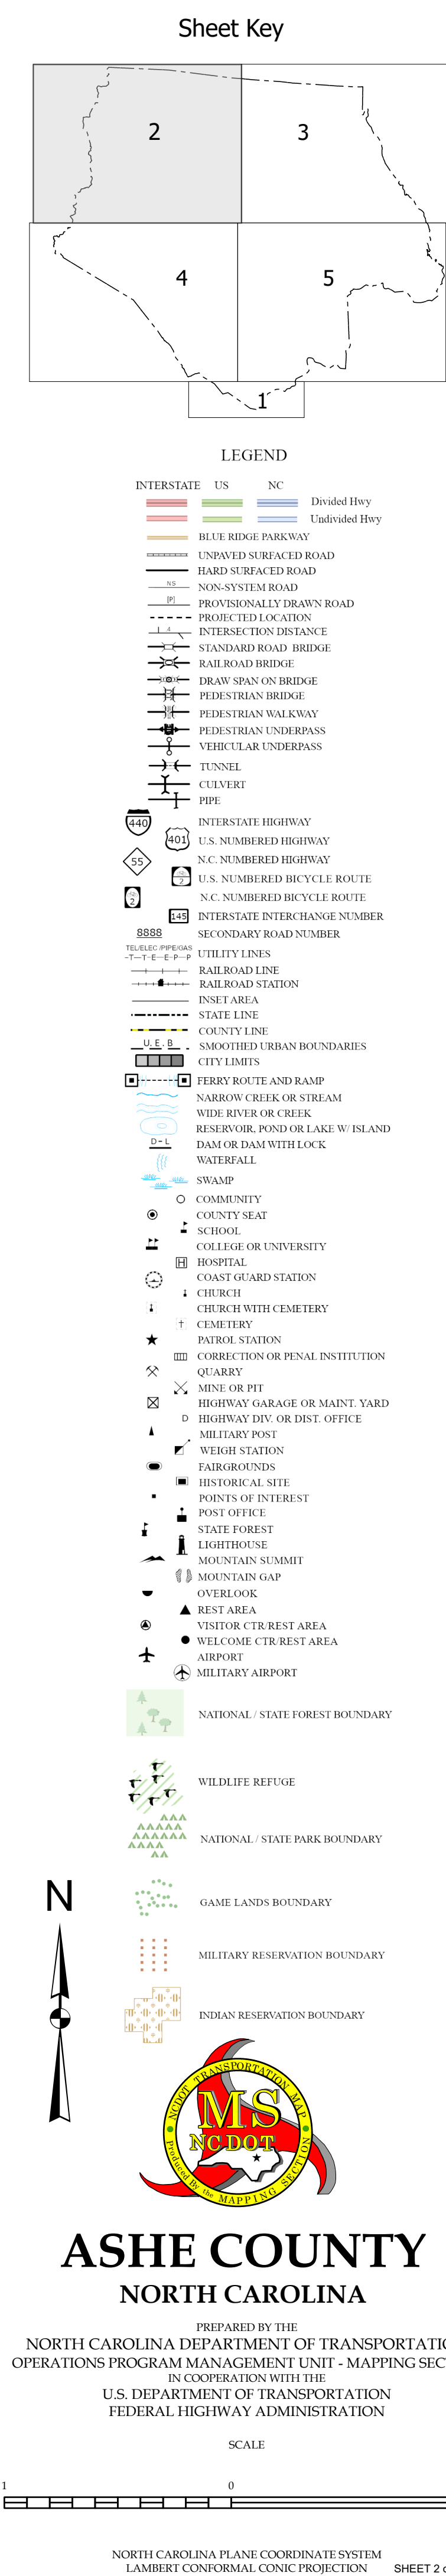 Sheet Key
2
3
4
5
1
LEGEND
INTERSTATE US NC
Divided Hwy
Undivided Hwy
BLUE RIDGE PARKWAY
UNPAVED SURFACED ROAD
HARD SURFACED ROAD
NS NON-SYSTEM ROAD
[P] PROVISIONALLY DRAWN ROAD
PROJECTED LOCATION
4 INTERSECTION DISTANCE
STANDARD ROAD BRIDGE
RAILROAD BRIDGE
DRAW SPAN ON BRIDGE
PEDESTRIAN BRIDGE
PEDESTRIAN WALKWAY
PEDESTRIAN UNDERPASS
VEHICULAR UNDERPASS
TUNNEL
CULVERT
PIPE
440 INTERSTATE HIGHWAY
401 U.S. NUMBERED HIGHWAY
55 N.C. NUMBERED HIGHWAY
2 U.S. NUMBERED BICYCLE ROUTE
2 N.C. NUMBERED BICYCLE ROUTE
145 INTERSTATE INTERCHANGE NUMBER
8888 SECONDARY ROAD NUMBER
TEL/ELEC /PIPE/GAS
-T-T-E-E-P-P UTILITY LINES
RAILROAD LINE
RAILROAD STATION
INSET AREA
STATE LINE
COUNTY LINE
U.E.B SMOOTHED URBAN BOUNDARIES
CITY LIMITS
FERRY ROUTE AND RAMP
NARROW CREEK OR STREAM
WIDE RIVER OR CREEK
RESERVOIR, POND OR LAKE W/ ISLAND
D-L DAM OR DAM WITH LOCK
WATERFALL
SWAMP
COMMUNITY
COUNTY SEAT
SCHOOL
COLLEGE OR UNIVERSITY
H HOSPITAL
COAST GUARD STATION
CHURCH
CHURCH WITH CEMETERY
CEMETERY
PATROL STATION
CORRECTION OR PENAL INSTITUTION
QUARRY
MINE OR PIT
HIGHWAY GARAGE OR MAINT. YARD
D HIGHWAY DIV. OR DIST. OFFICE
MILITARY POST
WEIGH STATION
FAIRGROUNDS
HISTORICAL SITE
POINTS OF INTEREST
POST OFFICE
STATE FOREST
LIGHTHOUSE
MOUNTAIN SUMMIT
MOUNTAIN GAP
OVERLOOK
REST AREA
VISITOR CTR/REST AREA
WELCOME CTR/REST AREA
AIRPORT
MILITARY AIRPORT
NATIONAL / STATE FOREST BOUNDARY
WILDLIFE REFUGE
NATIONAL / STATE PARK BOUNDARY
GAME LANDS BOUNDARY
N
MILITARY RESERVATION BOUNDARY
INDIAN RESERVATION BOUNDARY
NCDOT TRANSPORTATION MAP
MS
NCDOT
Produced By the MAPPING SECTION
ASHE COUNTY
NORTH CAROLINA
PREPARED BY THE
NORTH CAROLINA DEPARTMENT OF TRANSPORTATIO
OPERATIONS PROGRAM MANAGEMENT UNIT - MAPPING SEC
IN COOPERATION WITH THE
U.S. DEPARTMENT OF TRANSPORTATION
FEDERAL HIGHWAY ADMINISTRATION
SCALE
1 0
NORTH CAROLINA PLANE COORDINATE SYSTEM
LAMBERT CONFORMAL CONIC PROJECTION SHEET 2